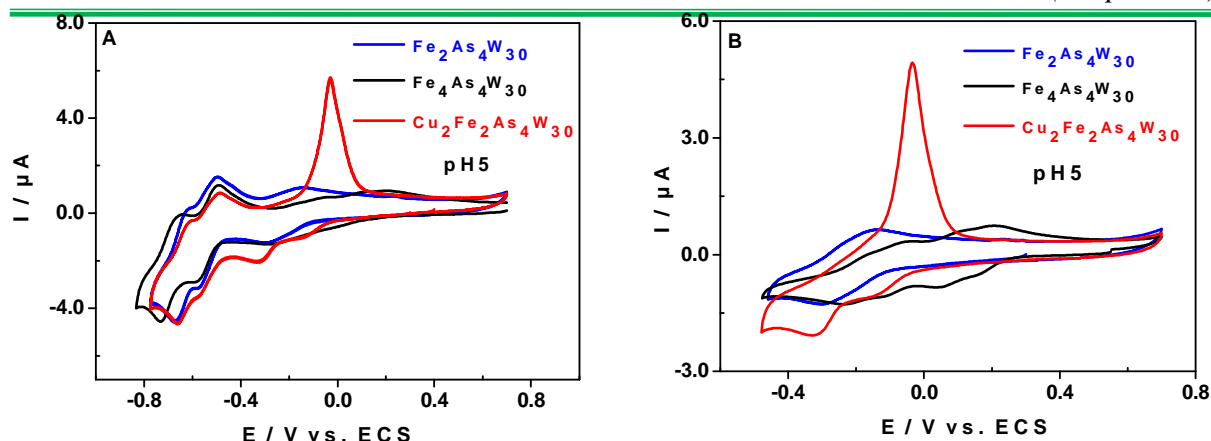 A
Fe2As4W30
Fe4As4W30
Cu2Fe2As4W30
pH5
8.0
4.0
0.0
-4.0
I / µA
-0.8 -0.4 0.0 0.4 0.8
E / V vs. ECS
B
Fe2As4W30
Fe4As4W30
Cu2Fe2As4W30
pH5
6.0
3.0
0.0
-3.0
I / µA
-0.4 0.0 0.4 0.8
E / V vs. ECS